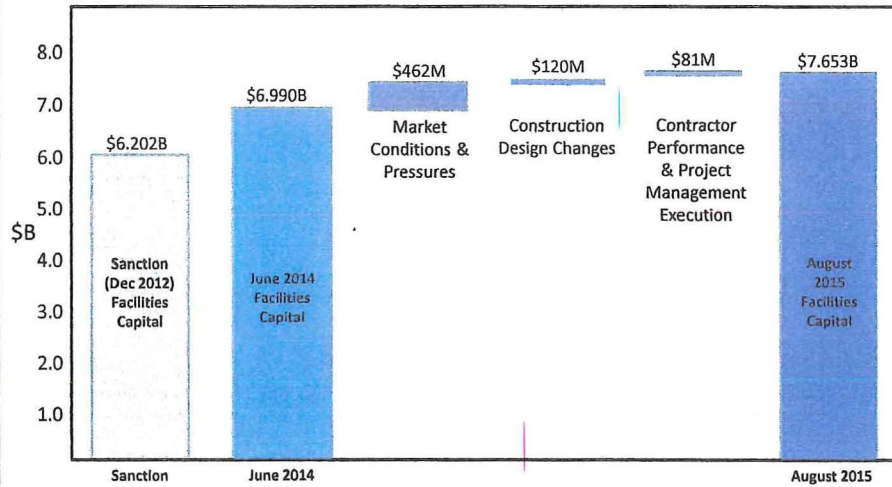 8.0
7.0
6.0
5.0
$B
4.0
3.0
2.0
1.0
$6.202B
$6.990B
$462M
$120M
$81M
$7.653B
Market
Conditions &
Pressures
Construction
Design Changes
Contractor
Performance
& Project
Management
Execution
Sanction
(Dec 2012)
Facilities
Capital
June 2014
Facilities
Capital
August
2015
Facilities
Capital
Sanction
June 2014
August 2015